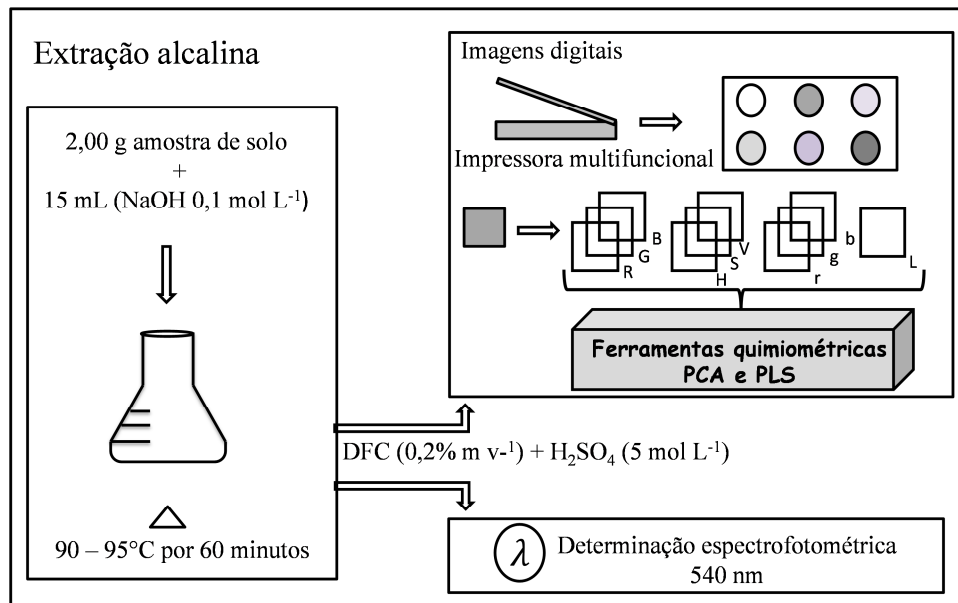 Extração alcalina
2,00 g amostra de solo
+
15 mL (NaOH 0,1 mol L⁻¹)
90 – 95°C por 60 minutos
Imagens digitais
Impressora multifuncional
R G B
H S V
r g b
L
Ferramentas quimiométricas
PCA e PLS
DFC (0,2% m v-¹) + H₂SO₄ (5 mol L⁻¹)
λ
Determinação espectrofotométrica
540 nm